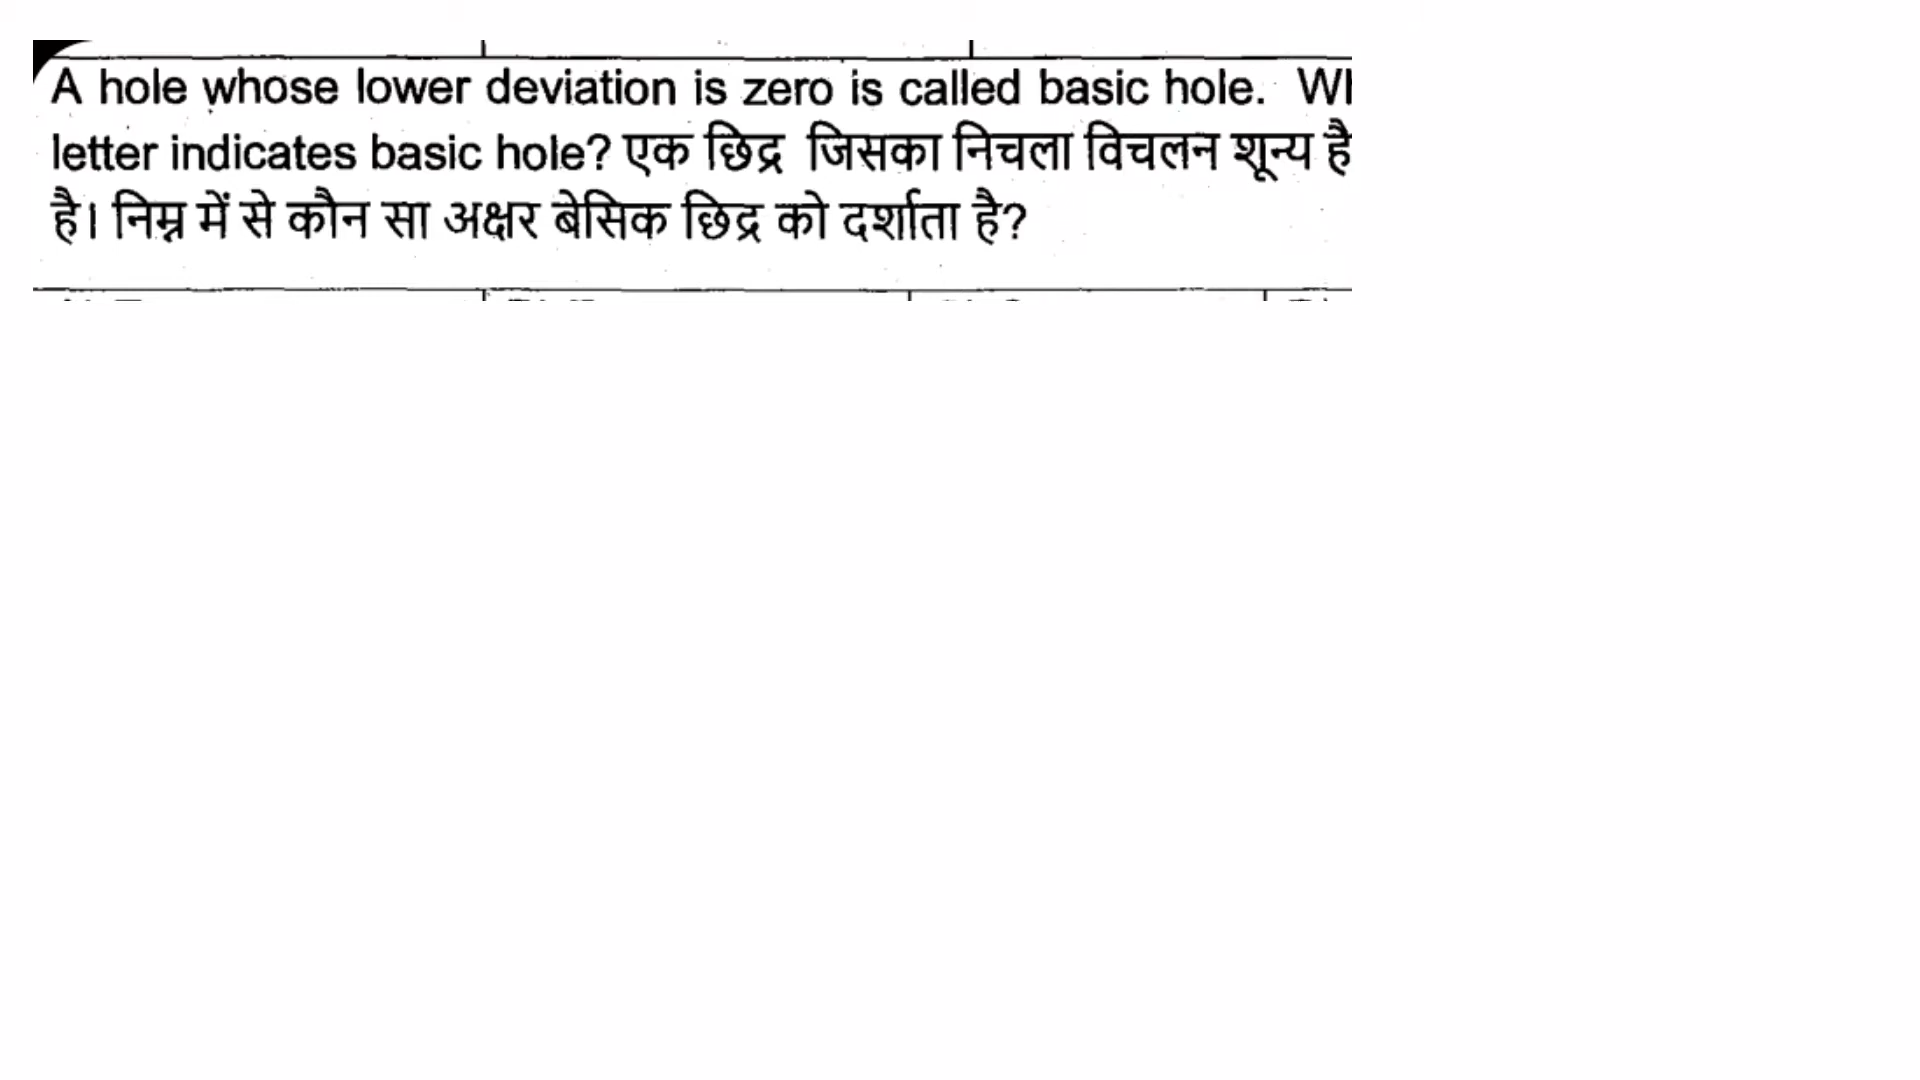 A hole whose lower deviation is zero is called basic hole.
letter indicates basic hole? एक छिद्र जिसका निचला विचलन शून्य है
है। निम्न में से कौन सा अक्षर बेसिक छिद्र को दर्शाता है?